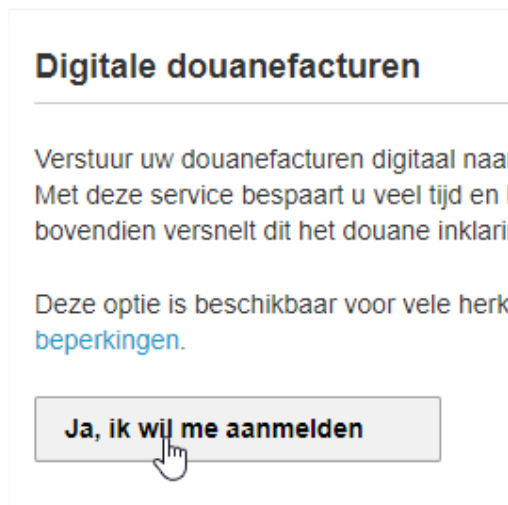 Digitale douanefacturen
Verstuur uw douanefacturen digitaal
Met deze service bespaart u veel tijd en
bovendien versnelt dit het douane
Deze optie is beschikbaar voor vele
beperkingen.
Ja, ik wil me aanmelden